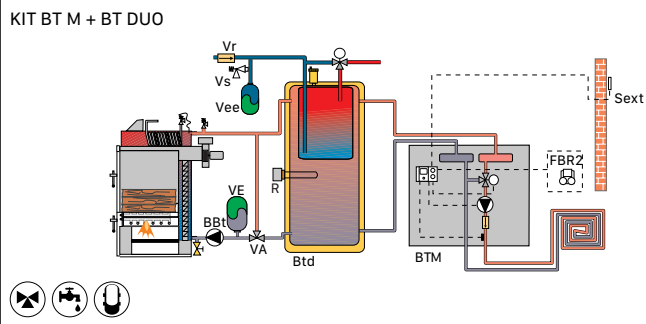 KIT BT M + BT DUO
Vr
Vs
Vee
Sext
FBR2
R
VE
BBt
VA
Btd
BTM